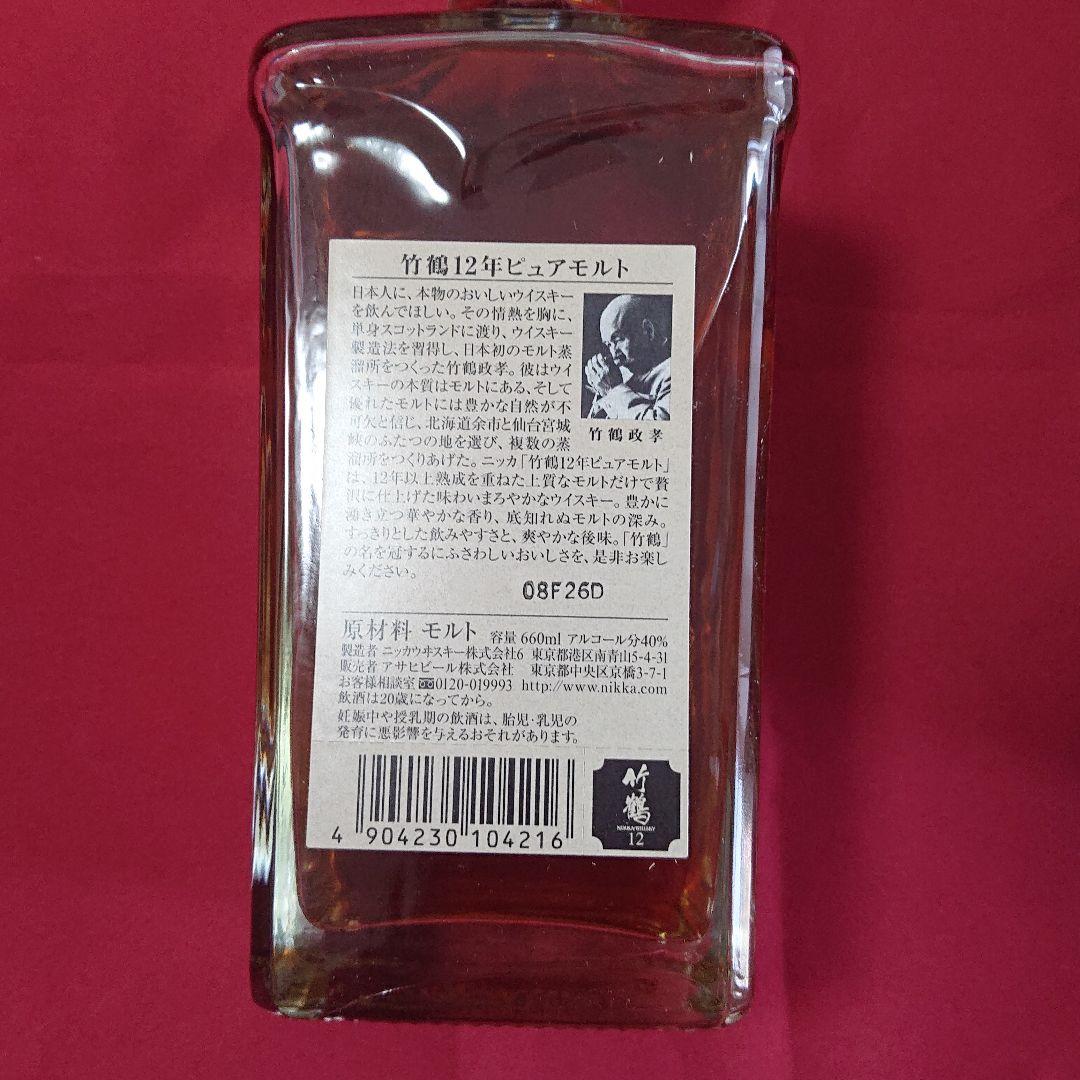 竹鶴12年ピュアモルト
日本人に、本物のおいしいウイスキー
を飲んでほしい。その情熱を胸に、
単身スコットランドに渡り、ウイスキー
製造法を習得し、日本初のモルト蒸
溜所をつくった竹鶴政孝。彼はウイ
スキーの本質はモルトにある、そして
優れたモルトには豊かな自然が不
可欠と信じ、北海道余市と仙台宮城
峡のふたつの地を選び、複数の蒸
溜所をつくりあげた。ニッカ「竹鶴12年ピュアモルト」
は、12年以上熟成を重ねた上質なモルトだけで贅
沢に仕上げた味わいまろやかなウイスキー。豊かに
湧き立つ華やかな香り、底知れぬモルトの深み。
すっきりとした飲みやすさと、爽やかな後味。「竹鶴」
の名を冠するにふさわしいおいしさを、是非お楽し
みください。
竹鶴政孝
08F26D
原材料 モルト 容量 660ml アルコール分40%
製造者 ニッカウヰスキー株式会社6 東京都港区南青山5-4-31
販売者 アサヒビール株式会社 東京都中央区京橋3-7-1
お客様相談室 0120-019993 http://www.nikka.com
飲酒は20歳になってから。
妊娠中や授乳期の飲酒は、胎児・乳児の
発育に悪影響を与えるおそれがあります。
4 904230 104216
竹鶴
NIKKA WHISKY
12